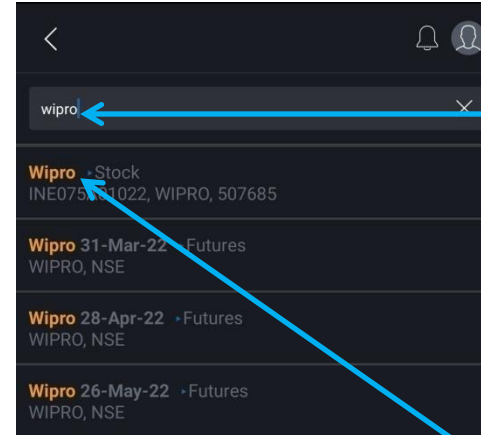 wipro
Wipro ‣Stock
INE075A01022, WIPRO, 507685
Wipro 31-Mar-22 ‣Futures
WIPRO, NSE
Wipro 28-Apr-22 ‣Futures
WIPRO, NSE
Wipro 26-May-22 ‣Futures
WIPRO, NSE